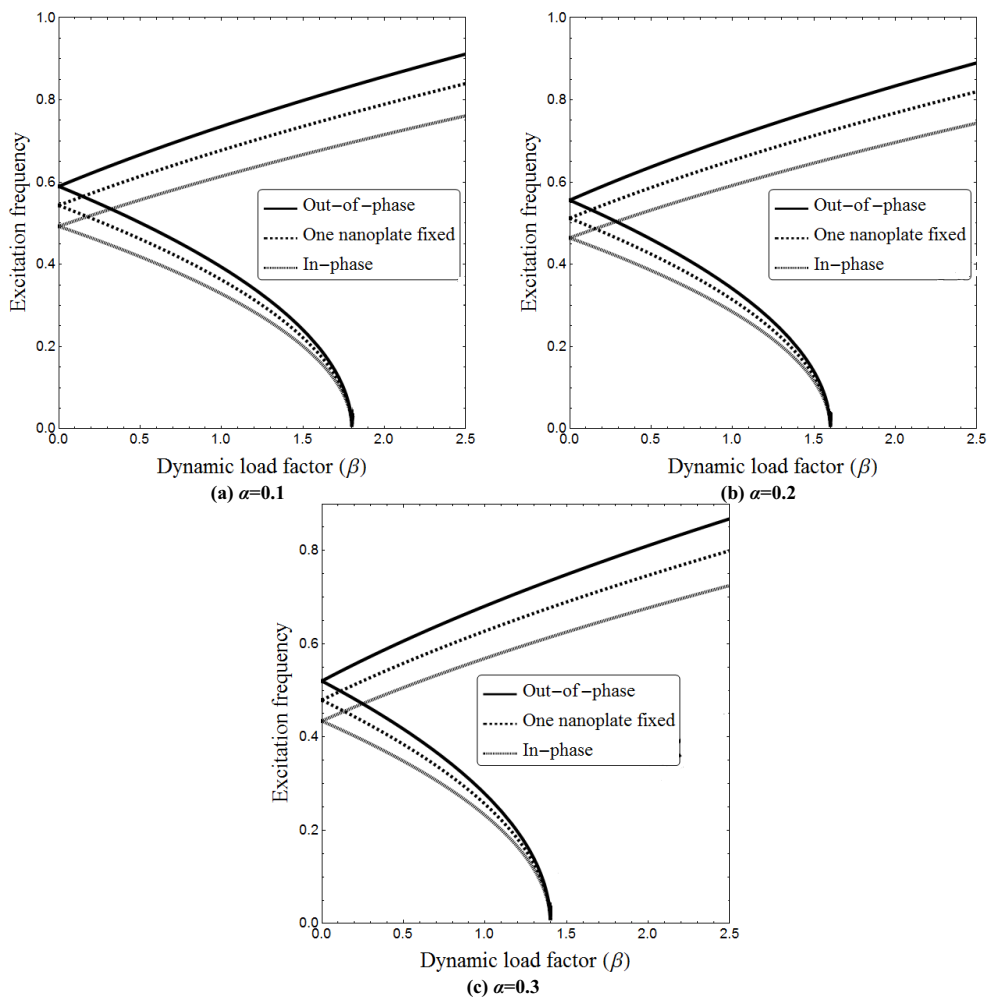 1.0
0.8
0.6
0.4
0.2
0.0
Excitation frequency
Out-of-phase
One nanoplate fixed
In-phase
0.0 0.5 1.0 1.5 2.0 2.5
Dynamic load factor (β)
(a) α=0.1
1.0
0.8
0.6
0.4
0.2
0.0
Excitation frequency
Out-of-phase
One nanoplate fixed
In-phase
0.0 0.5 1.0 1.5 2.0 2.5
Dynamic load factor (β)
(b) α=0.2
0.8
0.6
0.4
0.2
0.0
Excitation frequency
Out-of-phase
One nanoplate fixed
In-phase
0.0 0.5 1.0 1.5 2.0 2.5
Dynamic load factor (β)
(c) α=0.3